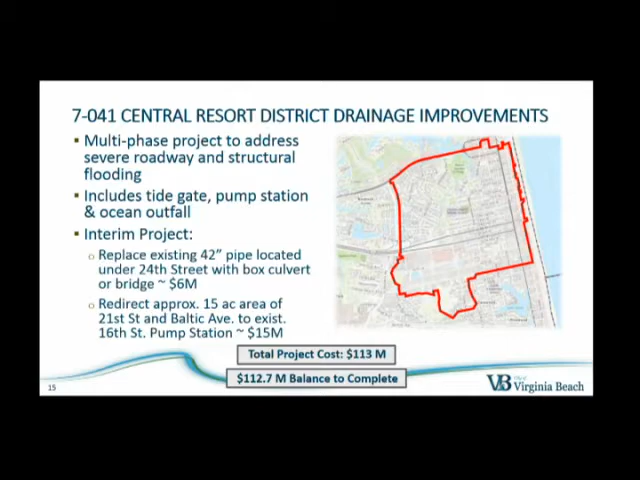 7-041 CENTRAL RESORT DISTRICT DRAINAGE IMPROVEMENTS
▪ Multi-phase project to address
severe roadway and structural
flooding
▪ Includes tide gate, pump station
& ocean outfall
▪ Interim Project:
o Replace existing 42” pipe located
under 24th Street with box culvert
or bridge ~ $6M
o Redirect approx. 15 ac area of
21st St and Baltic Ave. to exist.
16th St. Pump Station ~ $15M
Total Project Cost: $113 M
$112.7 M Balance to Complete
15
VB
City of
Virginia Beach